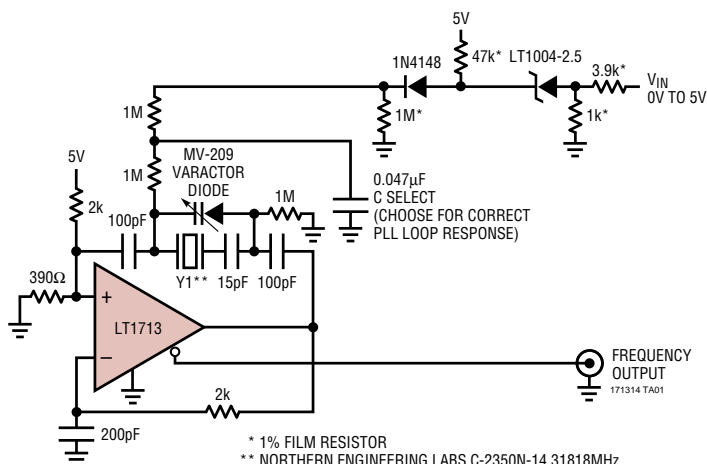 5V
1N4148
47k*
LT1004-2.5
3.9k*
VIN
0V TO 5V
1M
1M*
1k*
MV-209
VARACTOR
DIODE
5V
1M
1M
0.047µF
C SELECT
(CHOOSE FOR CORRECT
PLL LOOP RESPONSE)
2k
100pF
390Ω
Y1**
15pF
100pF
+
LT1713
–
FREQUENCY
OUTPUT
171314 TA01
2k
200pF
* 1% FILM RESISTOR
** NORTHERN ENGINEERING LABS C-2350N-14.31818MHz